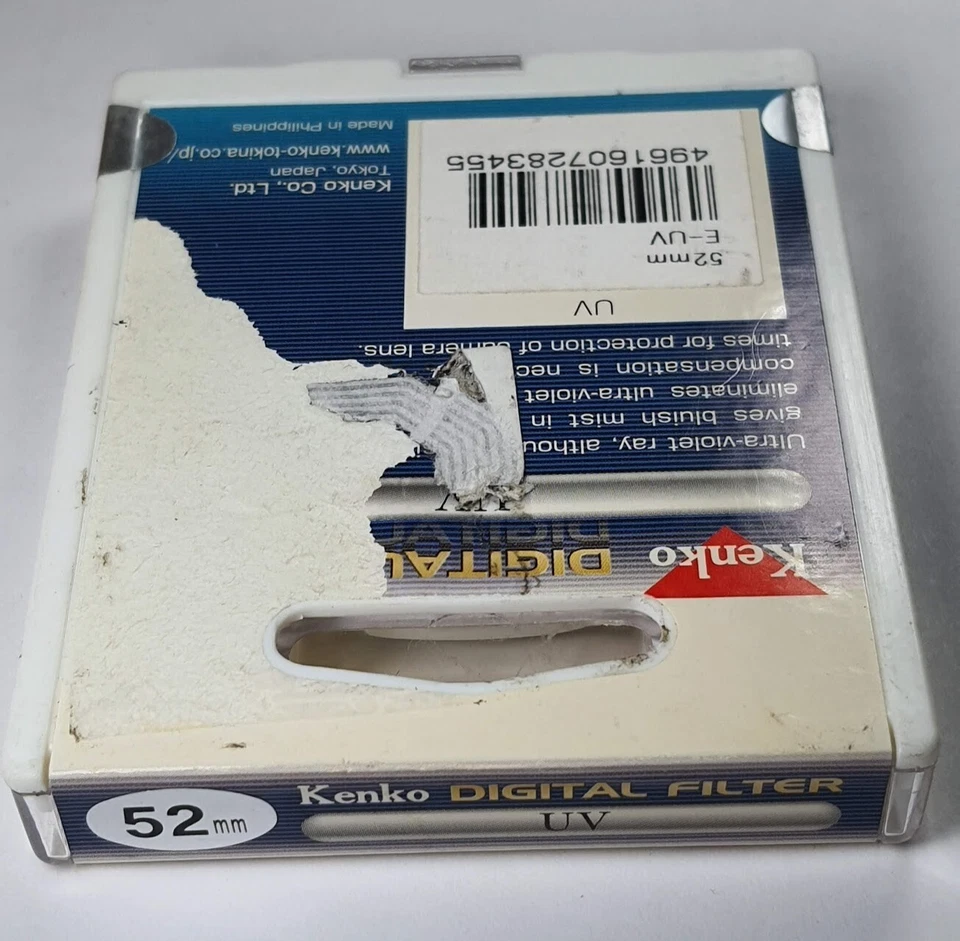 Kenko
DIGITAL
Ultra-violet ray,
gives bluish mist in
eliminates ultra-violet
compensation is
times for protection of camera lens.
UV
52mm
E-UV
4961607283455
Kenko Co., Ltd.
Tokyo, Japan
www.kenko-tokina.co.jp/
Made in Philippines
52mm
Kenko DIGITAL FILTER
UV